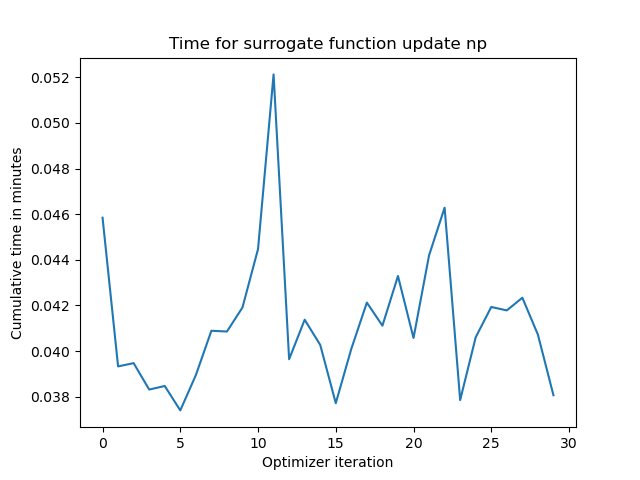 Time for surrogate function update np
Cumulative time in minutes
0.052
0.050
0.048
0.046
0.044
0.042
0.040
0.038
0 5 10 15 20 25 30
Optimizer iteration